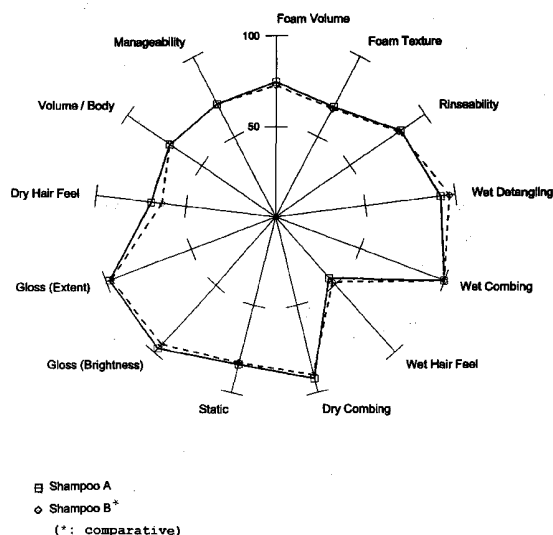 Foam Volume
100
Foam Texture
Manageability
Volume / Body
Rinseability
50
Dry Hair Feel
Wet Detangling
Gloss (Extent)
Wet Combing
Gloss (Brightness)
Wet Hair Feel
Static
Dry Combing
Shampoo A
Shampoo B*
(*: comparative)